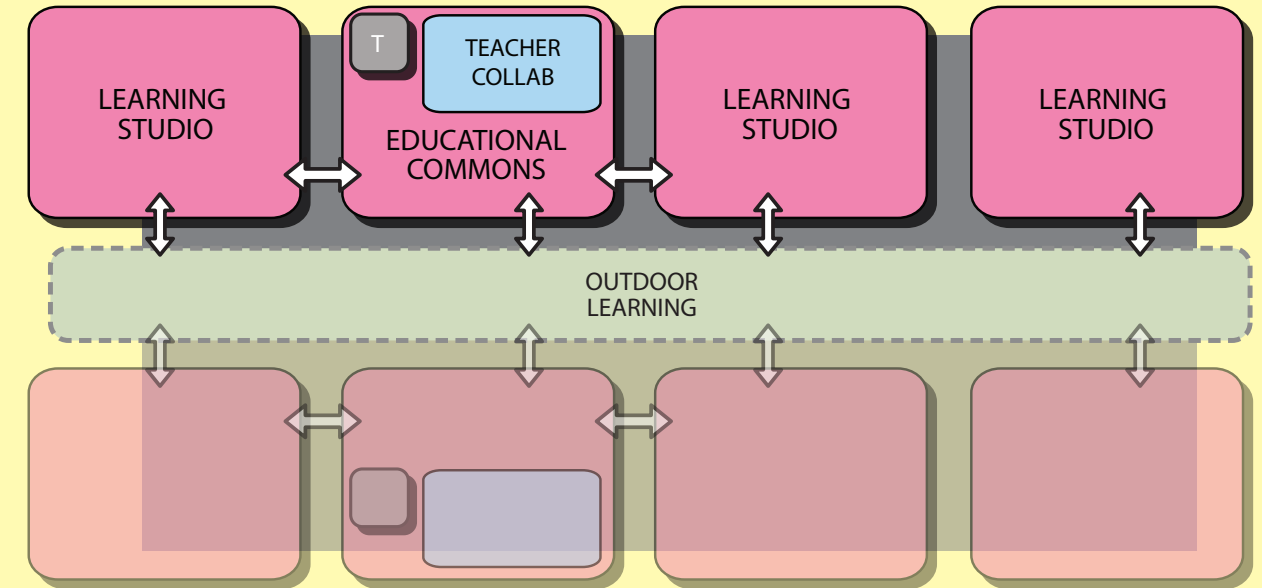 LEARNING
STUDIO
T
TEACHER
COLLAB
EDUCATIONAL
COMMONS
LEARNING
STUDIO
LEARNING
STUDIO
OUTDOOR
LEARNING